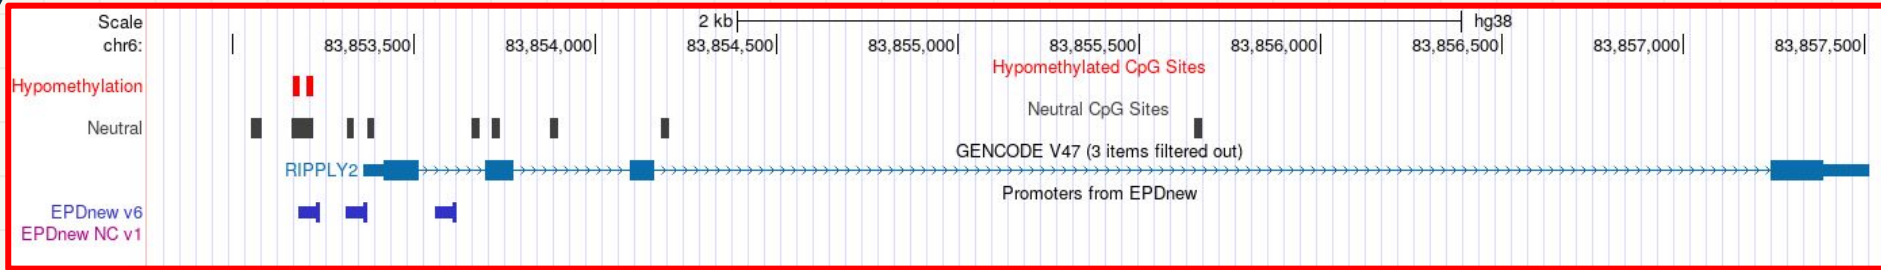 Scale 2 kb hg38
chr6: 83,853,500 83,854,000 83,854,500 83,855,000 83,855,500 83,856,000 83,856,500 83,857,000 83,857,500
Hypomethylated CpG Sites
Hypomethylation
Neutral CpG Sites
Neutral
GENCODE V47 (3 items filtered out)
RIPPLY2
Promoters from EPDnew
EPDnew v6
EPDnew NC v1